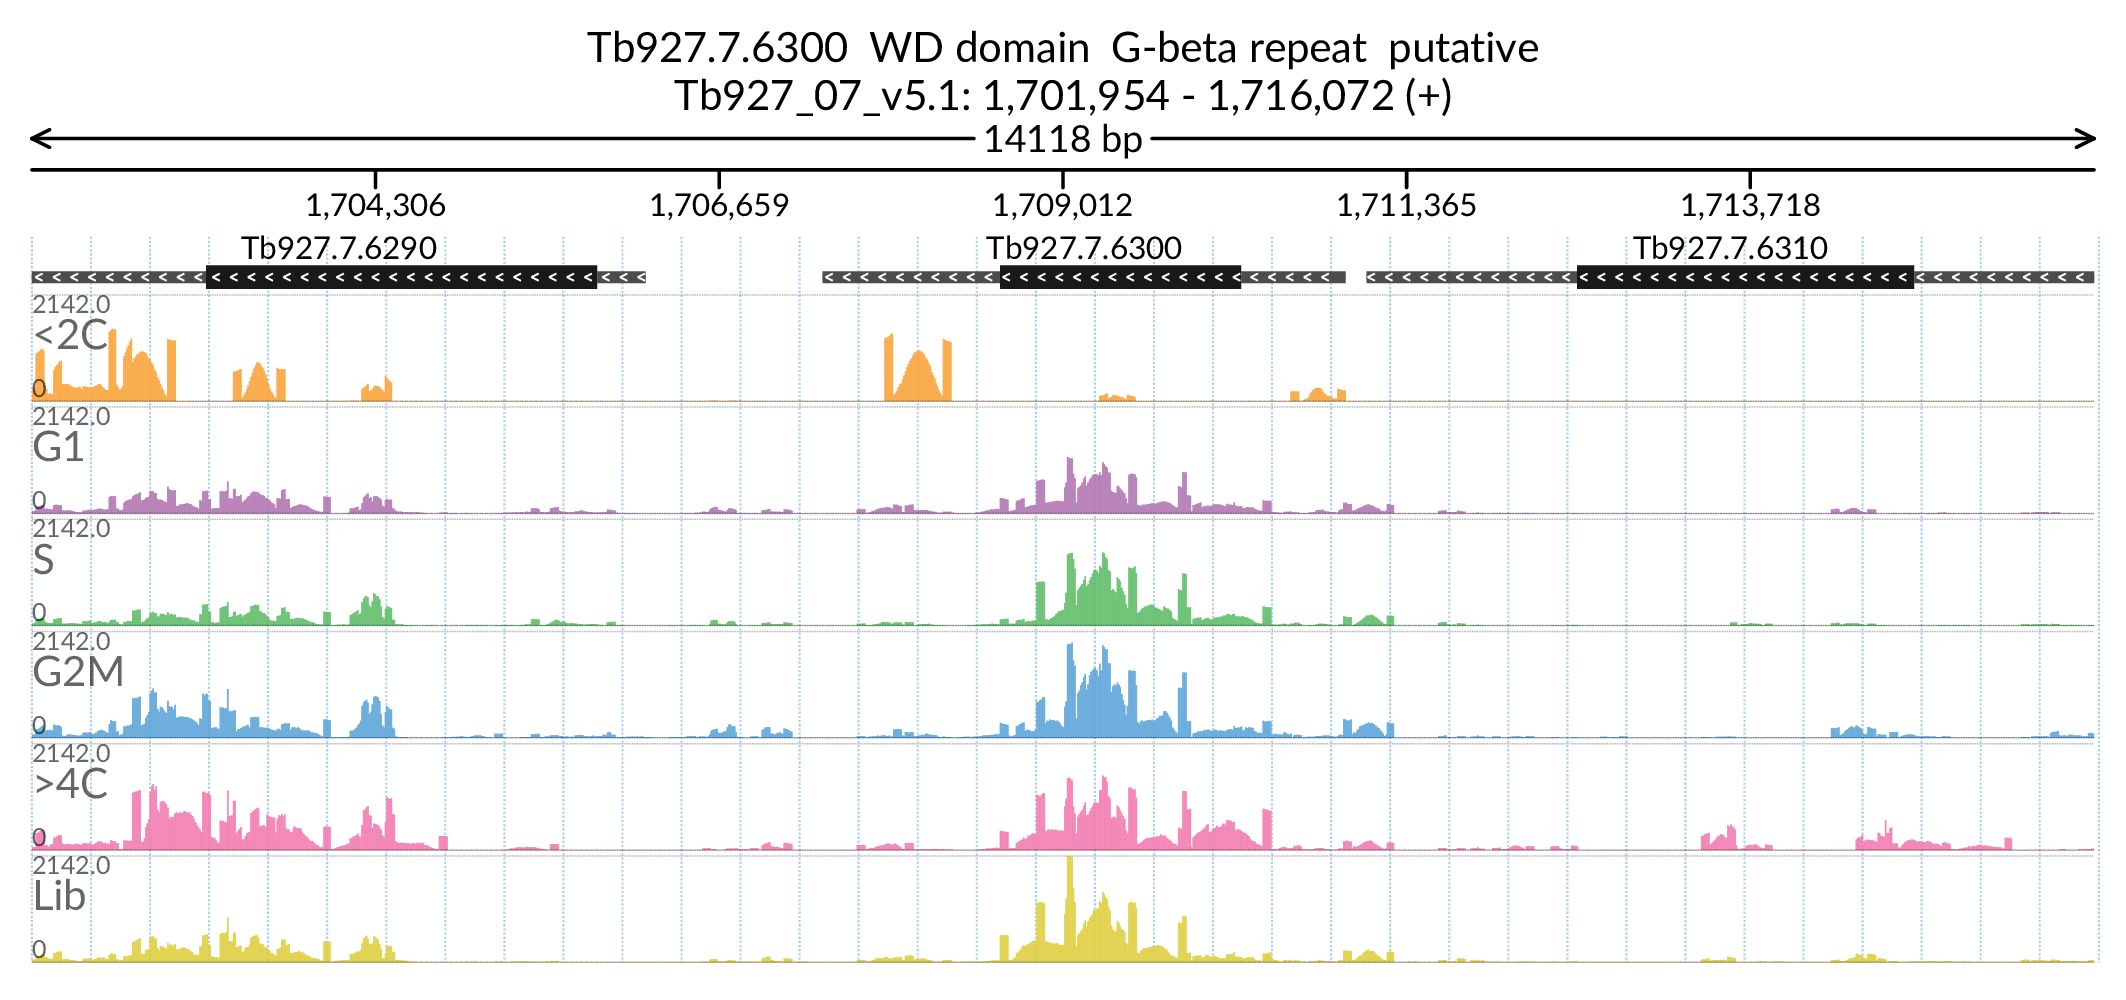 Tb927.7.6300  WD domain  G-beta repeat  putative
Tb927_07_v5.1: 1,701,954 - 1,716,072 (+)
14118 bp
1,704,306 1,706,659 1,709,012 1,711,365 1,713,718
Tb927.7.6290 Tb927.7.6300 Tb927.7.6310
2142.0
<2C
0
2142.0
G1
0
2142.0
S
0
2142.0
G2M
0
2142.0
>4C
0
2142.0
Lib
0